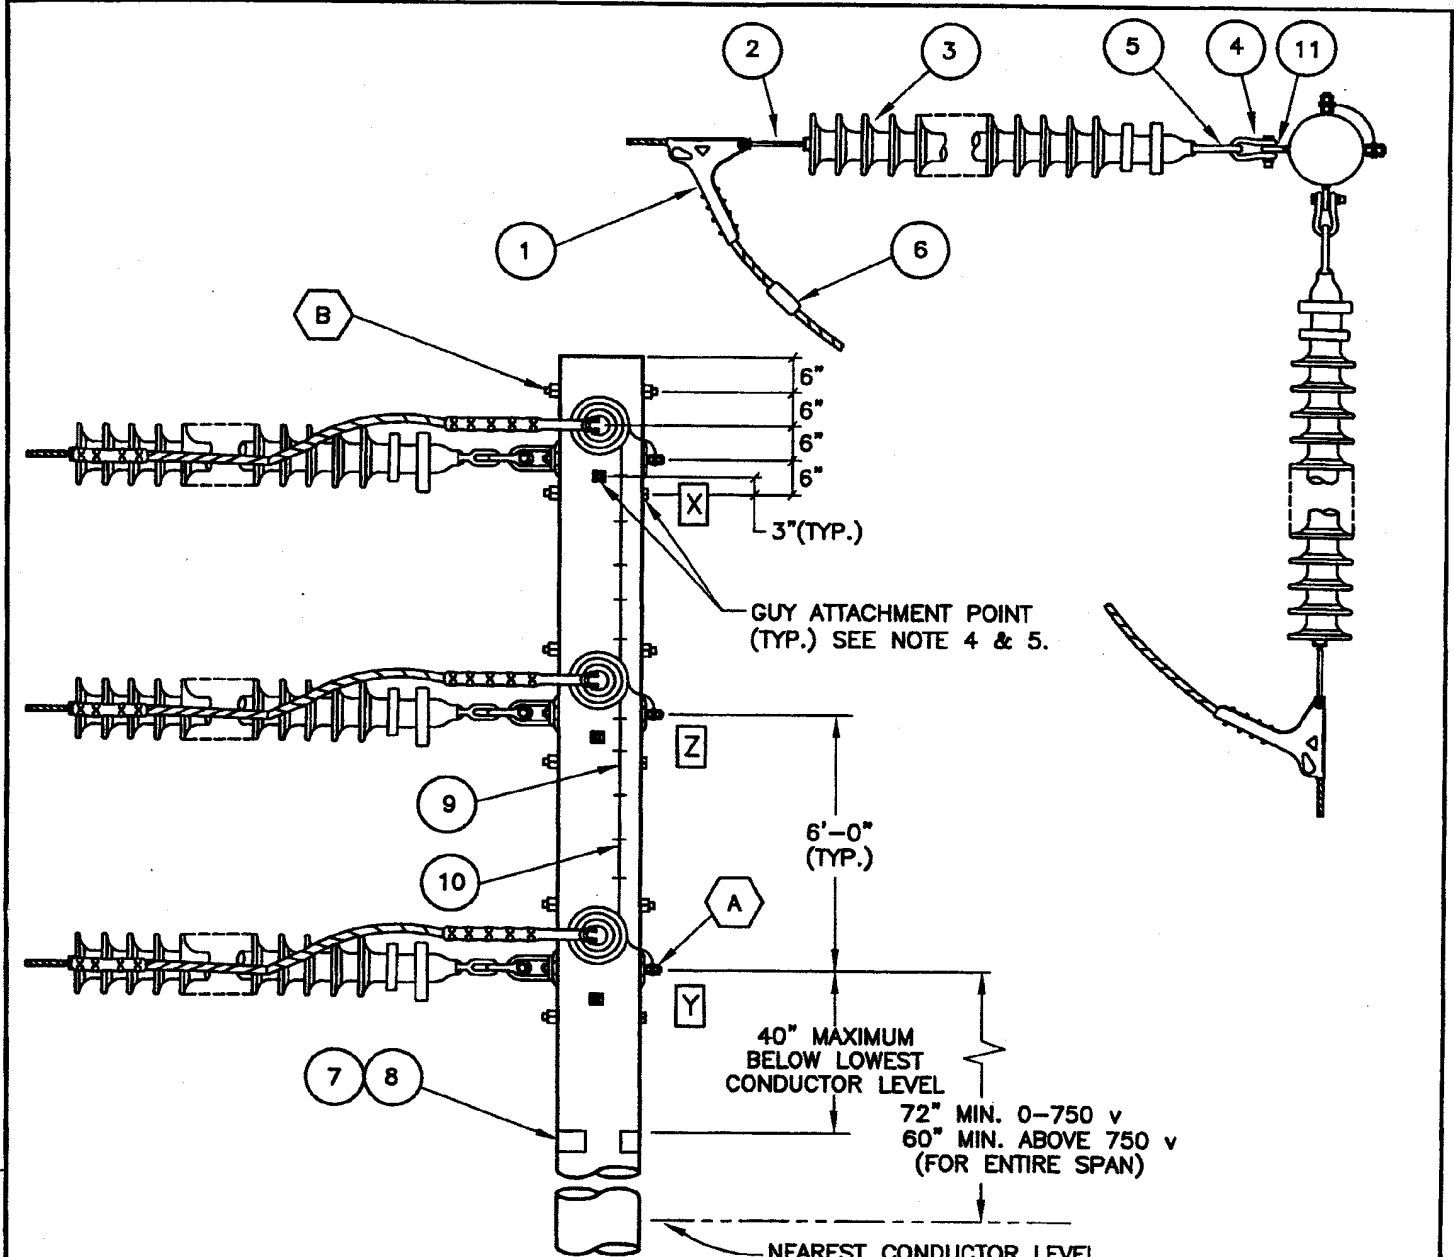 2
3
5
4
11
1
6
B
6"
6"
6"
6"
X
3"(TYP.)
GUY ATTACHMENT POINT
(TYP.) SEE NOTE 4 & 5.
Z
9
6'-0"
(TYP.)
10
A
Y
40" MAXIMUM
BELOW LOWEST
CONDUCTOR LEVEL
7
8
72" MIN. 0-750 v
60" MIN. ABOVE 750 v
(FOR ENTIRE SPAN)
NEAREST CONDUCTOR LEVEL